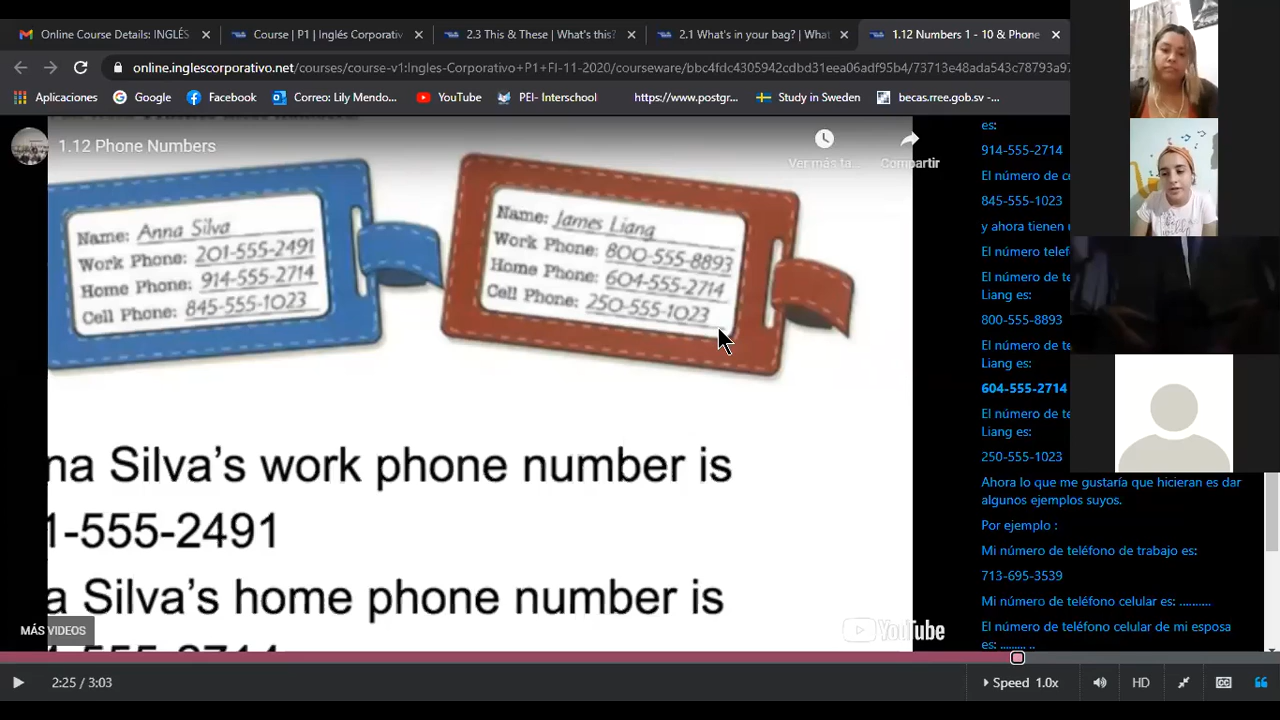 Online Course Details: INGLÉS
Course | P1 | Inglés Corporativ
2.3 This & These | What's this?
2.1 What's in your bag? | What
1.12 Numbers 1 - 10 & Phone
online.inglescorporativo.net/courses/course-v1:Ingles-Corporativo+P1+FI-11-2020/courseware/bbc4fdc4305942cdbd31eea06adf95b4/73713e48ada543c78793a97
Aplicaciones
Google
Facebook
Correo: Lily Mendo...
YouTube
PEI- Interschool
https://www.postgr...
Study in Sweden
becas.rree.gob.sv -...
1.12 Phone Numbers
Ver más ta...
Compartir
Name: Anna Silva
Work Phone: 201-555-2491
Home Phone: 914-555-2714
Cell Phone: 845-555-1023
Name: James Liang
Work Phone: 800-555-8893
Home Phone: 604-555-2714
Cell Phone: 250-555-1023
na Silva's work phone number is
1-555-2491
a Silva's home phone number is
MÁS VIDEOS
YouTube
es:
914-555-2714
El número de ce
845-555-1023
y ahora tienen u
El número telef
El número de te
Liang es:
800-555-8893
El número de te
Liang es:
604-555-2714
El número de te
Liang es:
250-555-1023
Ahora lo que me gustaría que hicieran es dar
algunos ejemplos suyos.
Por ejemplo :
Mi número de teléfono de trabajo es:
713-695-3539
Mi número de teléfono celular es: ..........
El número de teléfono celular de mi esposa
es: ......... ..
2:25 / 3:03
Speed 1.0x
HD